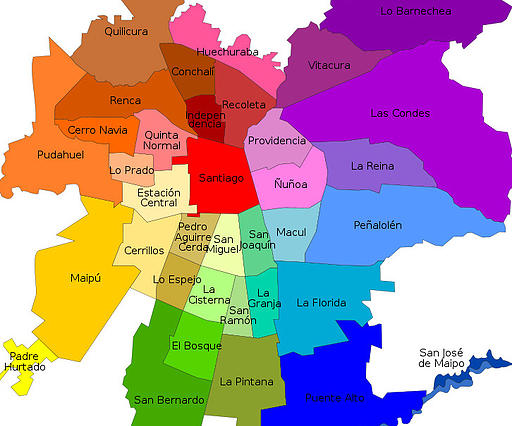 Lo Barnechea
Quilicura
Huechuraba
Vitacura
Conchalí
Renca
Recoleta
Las Condes
Indepen
dencia
Cerro Navia
Quinta
Normal
Providencia
Pudahuel
La Reina
Lo Prado
Santiago
Ñuñoa
Estación
Central
Peñalolén
Pedro
Aguirre
Cerda
San
Miguel
San
Joaquín
Macul
Cerrillos
Maipú
Lo Espejo
La
Cisterna
La
Granja
La Florida
San
Ramón
El Bosque
Padre
Hurtado
San José
de Maipo
La Pintana
San Bernardo
Puente Alto